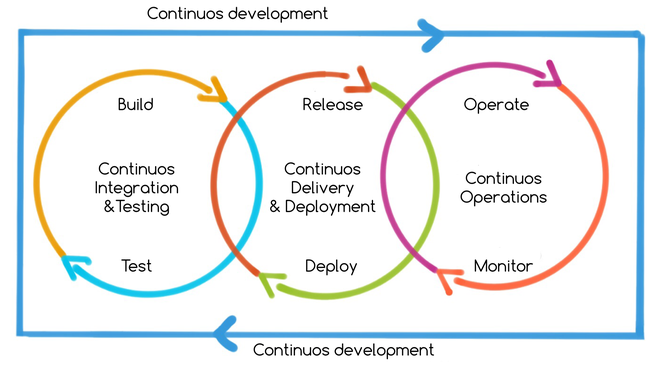 Continuos development
Build
Release
Operate
Continuos
Integration
&Testing
Continuos
Delivery
& Deployment
Continuos
Operations
Test
Deploy
Monitor
Continuos development